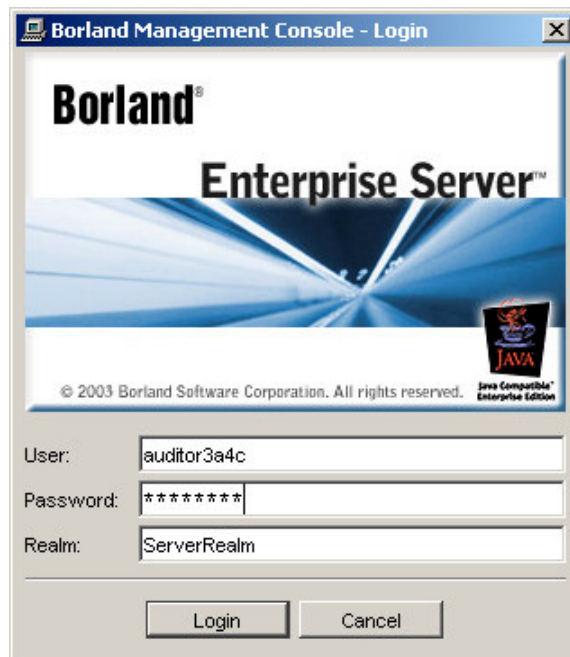 Borland Management Console - Login
Borland®
Enterprise Server™
JAVA
Java Compatible™
Enterprise Edition
© 2003 Borland Software Corporation. All rights reserved.
User: auditor3a4c
Password: ********
Realm: ServerRealm
Login Cancel